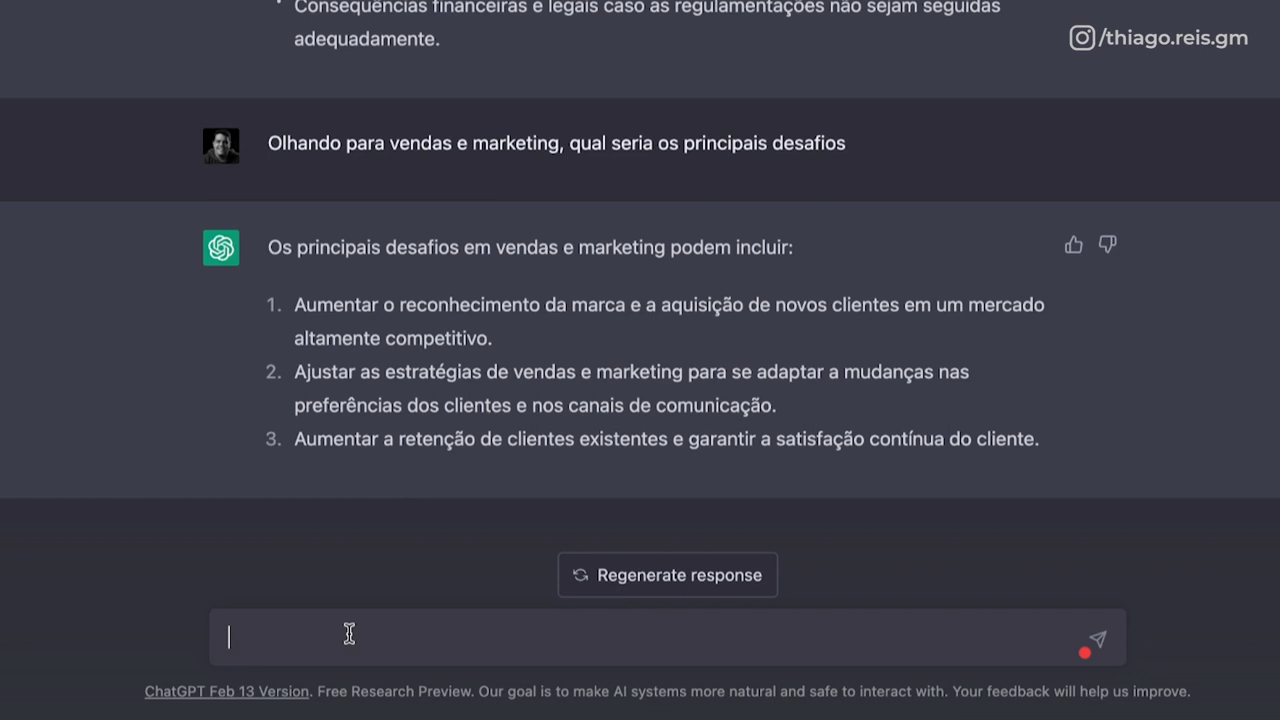 Consequências financeiras e legais caso as regulamentações não sejam seguidas
adequadamente.
/thiago.reis.gm
Olhando para vendas e marketing, qual seria os principais desafios
Os principais desafios em vendas e marketing podem incluir:
1. Aumentar o reconhecimento da marca e a aquisição de novos clientes em um mercado
altamente competitivo.
2. Ajustar as estratégias de vendas e marketing para se adaptar a mudanças nas
preferências dos clientes e nos canais de comunicação.
3. Aumentar a retenção de clientes existentes e garantir a satisfação contínua do cliente.
Regenerate response
ChatGPT Feb 13 Version. Free Research Preview. Our goal is to make AI systems more natural and safe to interact with. Your feedback will help us improve.